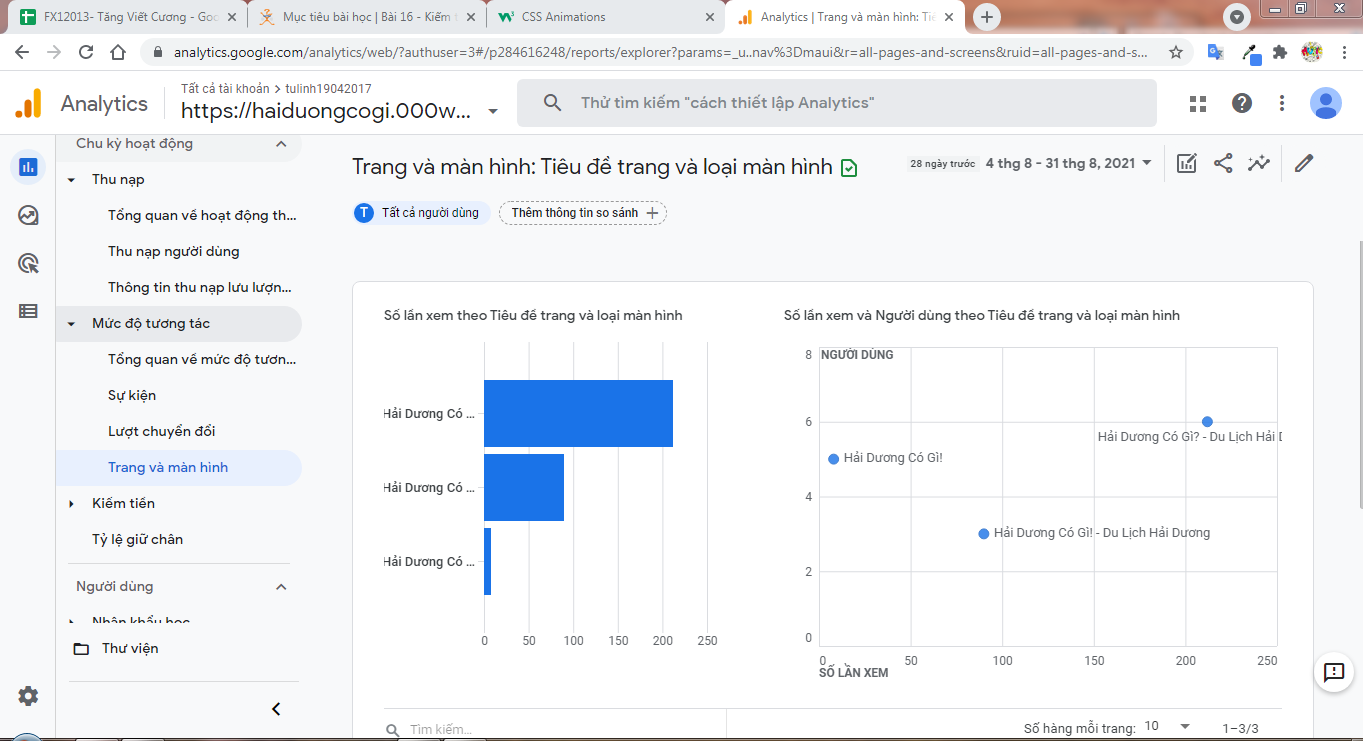 FX12013- Tăng Viết Cương - Goo
Mục tiêu bài học | Bài 16 - Kiểm t
CSS Animations
Analytics | Trang và màn hình: Tiê
analytics.google.com/analytics/web/?authuser=3#/p284616248/reports/explorer?params=_u..nav%3Dmaui&r=all-pages-and-screens&ruid=all-pages-and-s...
Analytics
Tất cả tài khoản > tulinh19042017
https://haiduongcogi.000w...
Thử tìm kiếm "cách thiết lập Analytics"
Chu kỳ hoạt động
Thu nạp
Tổng quan về hoạt động th...
Thu nạp người dùng
Thông tin thu nạp lưu lượn...
Mức độ tương tác
Tổng quan về mức độ tươn...
Sự kiện
Lượt chuyển đổi
Trang và màn hình
Kiếm tiền
Tỷ lệ giữ chân
Người dùng
Nhân khẩu học
Thư viện
Trang và màn hình: Tiêu đề trang và loại màn hình
28 ngày trước 4 thg 8 - 31 thg 8, 2021
T Tất cả người dùng
Thêm thông tin so sánh
Số lần xem theo Tiêu đề trang và loại màn hình
Hải Dương Có ...
Hải Dương Có ...
Hải Dương Có ...
0 50 100 150 200 250
Số lần xem và Người dùng theo Tiêu đề trang và loại màn hình
8 NGƯỜI DÙNG
6
Hải Dương Có Gì? - Du Lịch Hải D
Hải Dương Có Gì!
4
Hải Dương Có Gì! - Du Lịch Hải Dương
2
0
0 50 100 150 200 250
SỐ LẦN XEM
Tìm kiếm...
Số hàng mỗi trang: 10 1–3/3